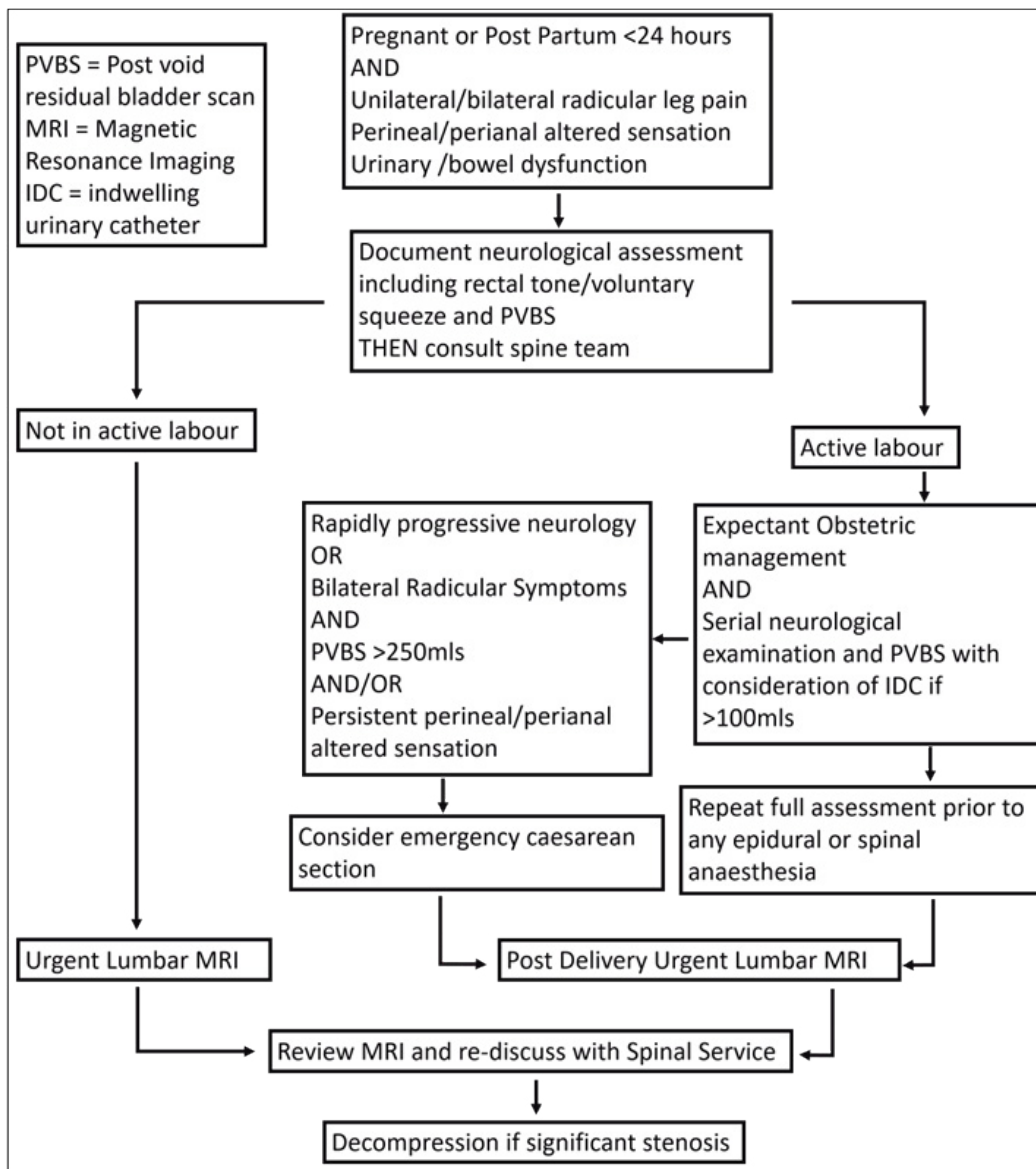 PVBS = Post void
residual bladder scan
MRI = Magnetic
Resonance Imaging
IDC = indwelling
urinary catheter
Pregnant or Post Partum <24 hours
AND
Unilateral/bilateral radicular leg pain
Perineal/perianal altered sensation
Urinary /bowel dysfunction
Document neurological assessment
including rectal tone/voluntary
squeeze and PVBS
THEN consult spine team
Not in active labour
Active labour
Rapidly progressive neurology
OR
Bilateral Radicular Symptoms
AND
PVBS >250mls
AND/OR
Persistent perineal/perianal
altered sensation
Expectant Obstetric
management
AND
Serial neurological
examination and PVBS with
consideration of IDC if
>100mls
Consider emergency caesarean
section
Repeat full assessment prior to
any epidural or spinal
anaesthesia
Urgent Lumbar MRI
Post Delivery Urgent Lumbar MRI
Review MRI and re-discuss with Spinal Service
Decompression if significant stenosis